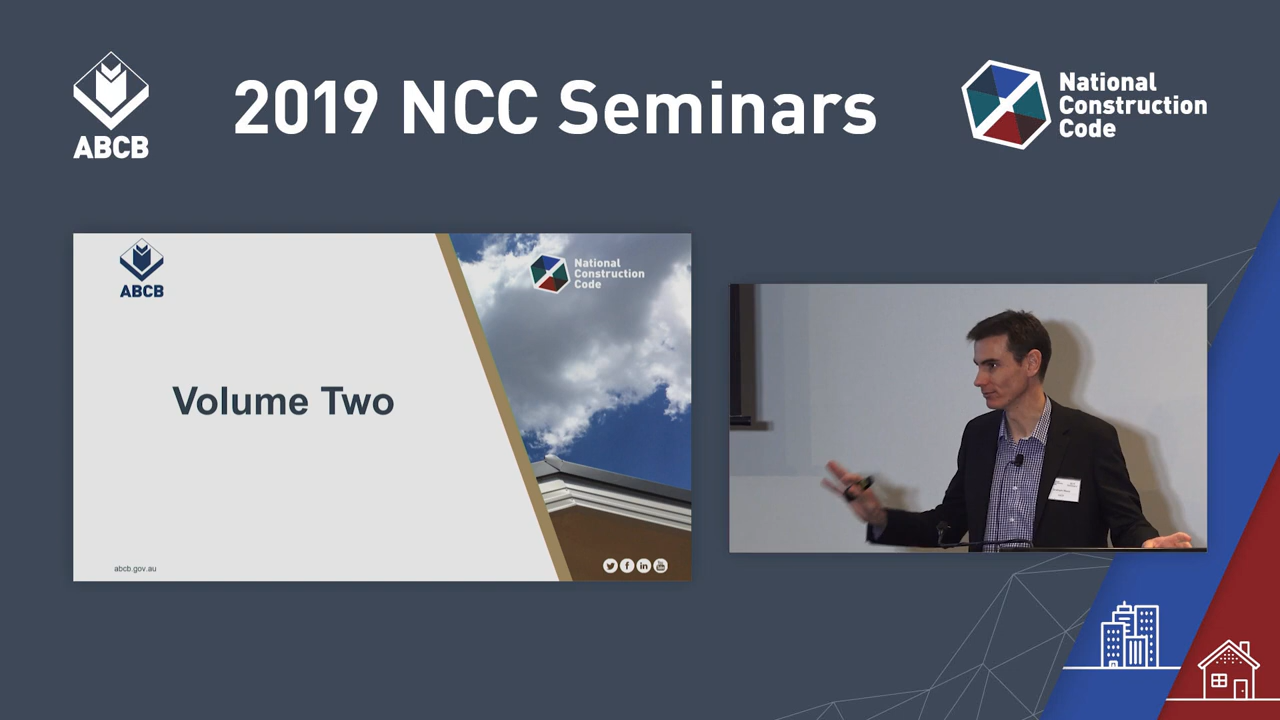 ABCB
2019 NCC Seminars
National
Construction
Code
ABCB
National
Construction
Code
Volume Two
abcb.gov.au